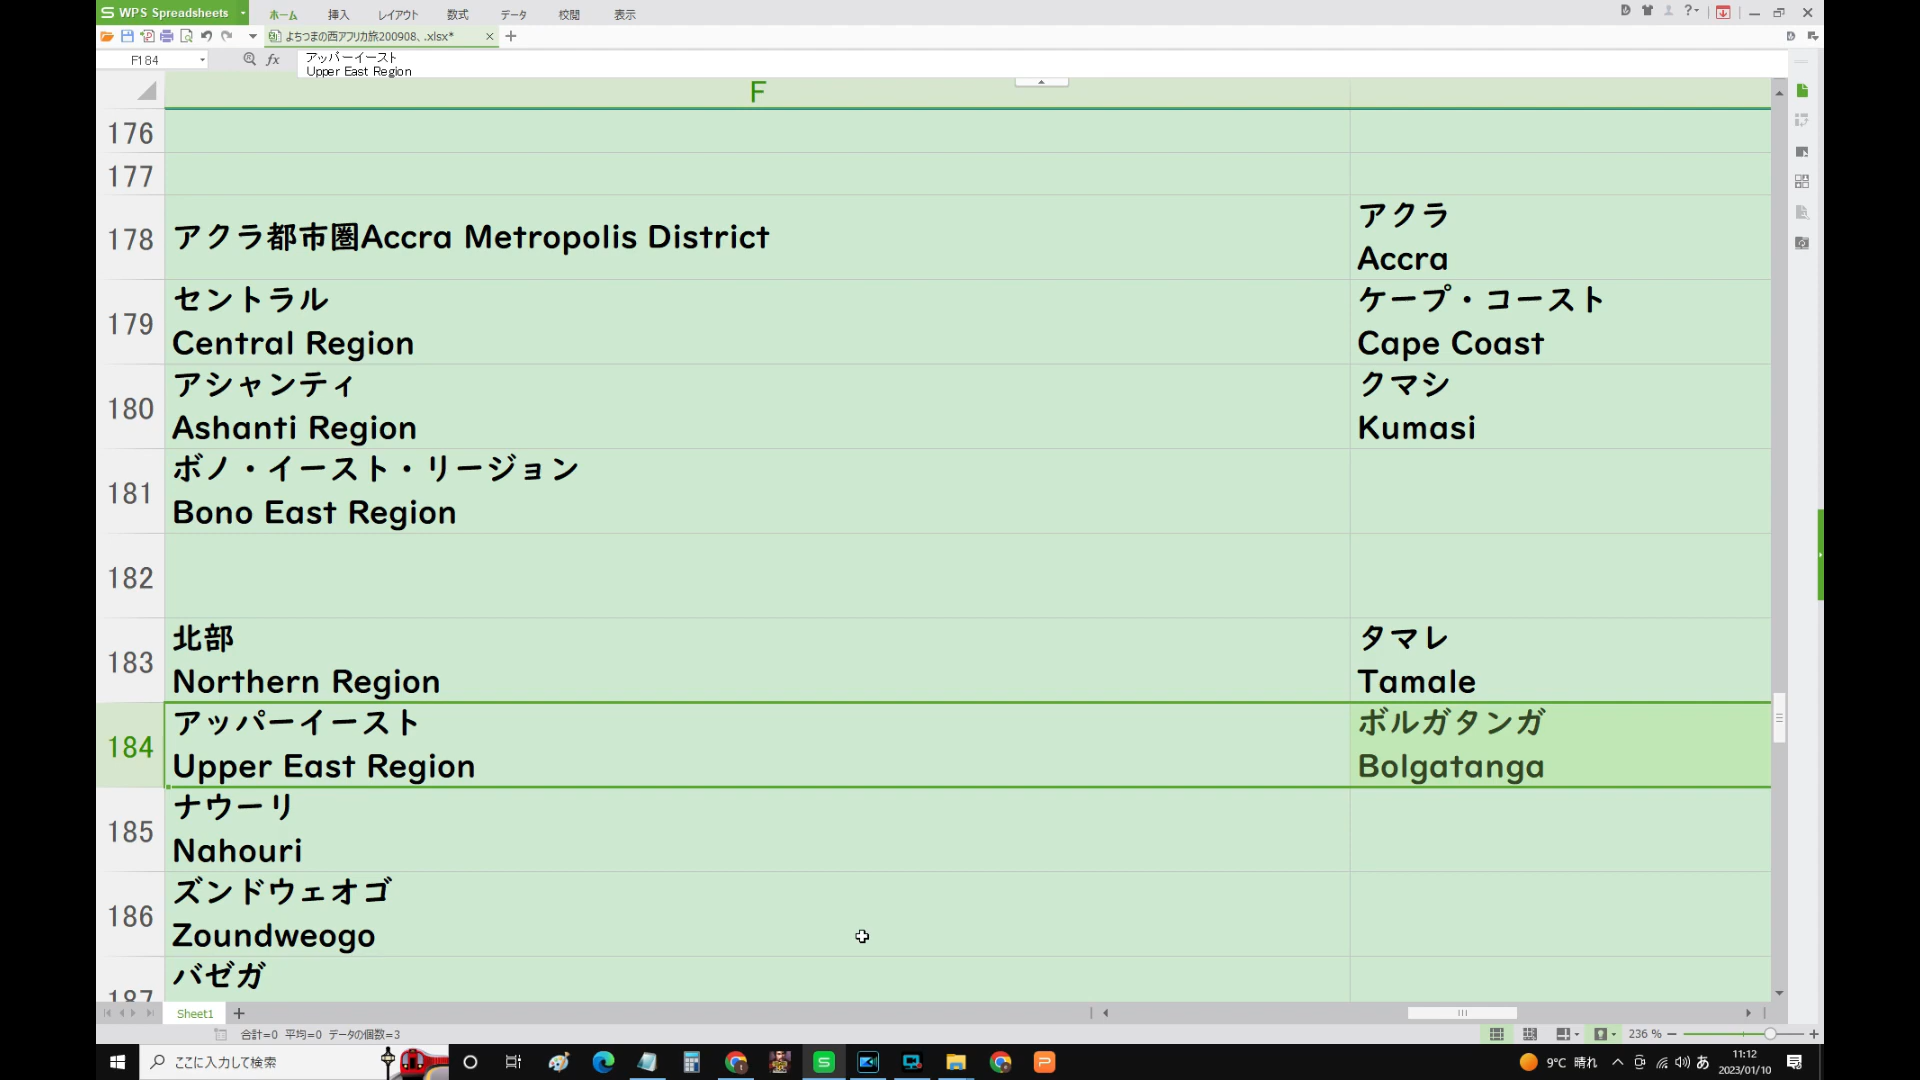 WPS Spreadsheets
ホーム 挿入 レイアウト 数式 データ 校閲 表示
よちつまの西アフリカ旅200908、.xlsx*
F184
fx
アッパーイースト
Upper East Region
F
176
177
178 アクラ都市圏Accra Metropolis District
アクラ
Accra
179
セントラル
Central Region
ケープ・コースト
Cape Coast
180
アシャンティ
Ashanti Region
クマシ
Kumasi
181
ボノ・イースト・リージョン
Bono East Region
182
183
北部
Northern Region
タマレ
Tamale
184
アッパーイースト
Upper East Region
ボルガタンガ
Bolgatanga
185
ナウーリ
Nahouri
186
ズンドウェオゴ
Zoundweogo
187
バゼガ
Sheet1
合計=0 平均=0 データの個数=3
236 %
ここに入力して検索
9°C 晴れ
あ
11:12
2023/01/10